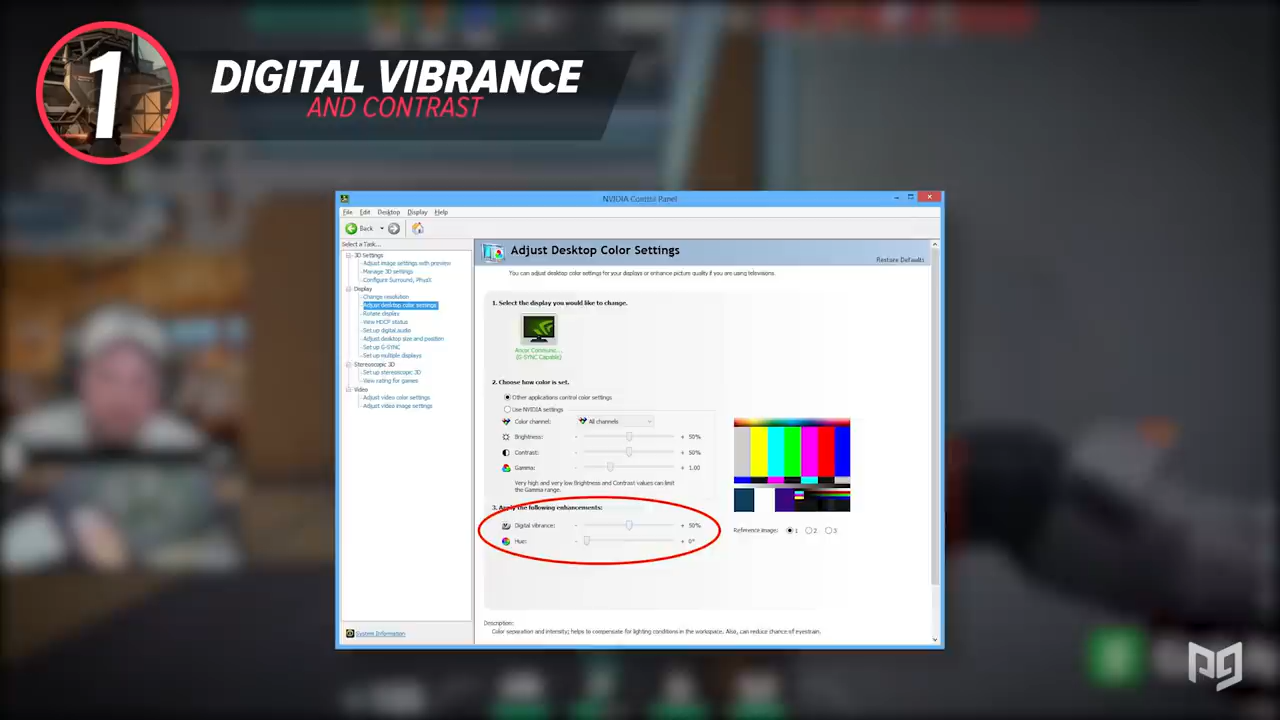 1
DIGITAL VIBRANCE
AND CONTRAST
NVIDIA Control Panel
File Edit Desktop Display Help
Back
Select a Task...
3D Settings
Adjust image settings with preview
Manage 3D settings
Configure Surround, PhysX
Display
Change resolution
Adjust desktop color settings
Rotate display
View HDCP status
Set up digital audio
Adjust desktop size and position
Set up G-SYNC
Set up multiple displays
Stereoscopic 3D
Set up stereoscopic 3D
View rating for games
Video
Adjust video color settings
Adjust video image settings
System Information
Adjust Desktop Color Settings
Restore Defaults
You can adjust desktop color settings for your displays or enhance picture quality if you are using televisions.
1. Select the display you would like to change.
Ancor Communic...
(G-SYNC Capable)
2. Choose how color is set.
Other applications control color settings
Use NVIDIA settings
Color channel: All channels
Brightness: - + 50%
Contrast: - + 50%
Gamma: - + 1.00
Very high and very low Brightness and Contrast values can limit
the Gamma range.
3. Apply the following enhancements:
Digital vibrance: - + 50%
Hue: - + 0°
Reference image: 1 2 3
Description:
Color separation and intensity; helps to compensate for lighting conditions in the workspace. Also, can reduce chance of eyestrain.
pg